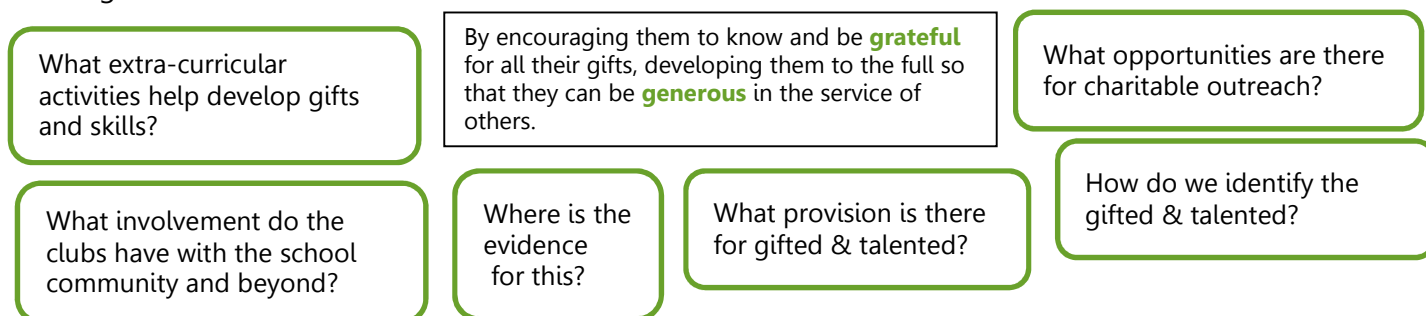 What extra-curricular
activities help develop gifts
and skills?
By encouraging them to know and be grateful
for all their gifts, developing them to the full so
that they can be generous in the service of
others.
What opportunities are there
for charitable outreach?
What involvement do the
clubs have with the school
community and beyond?
Where is the
evidence
for this?
What provision is there
for gifted & talented?
How do we identify the
gifted & talented?